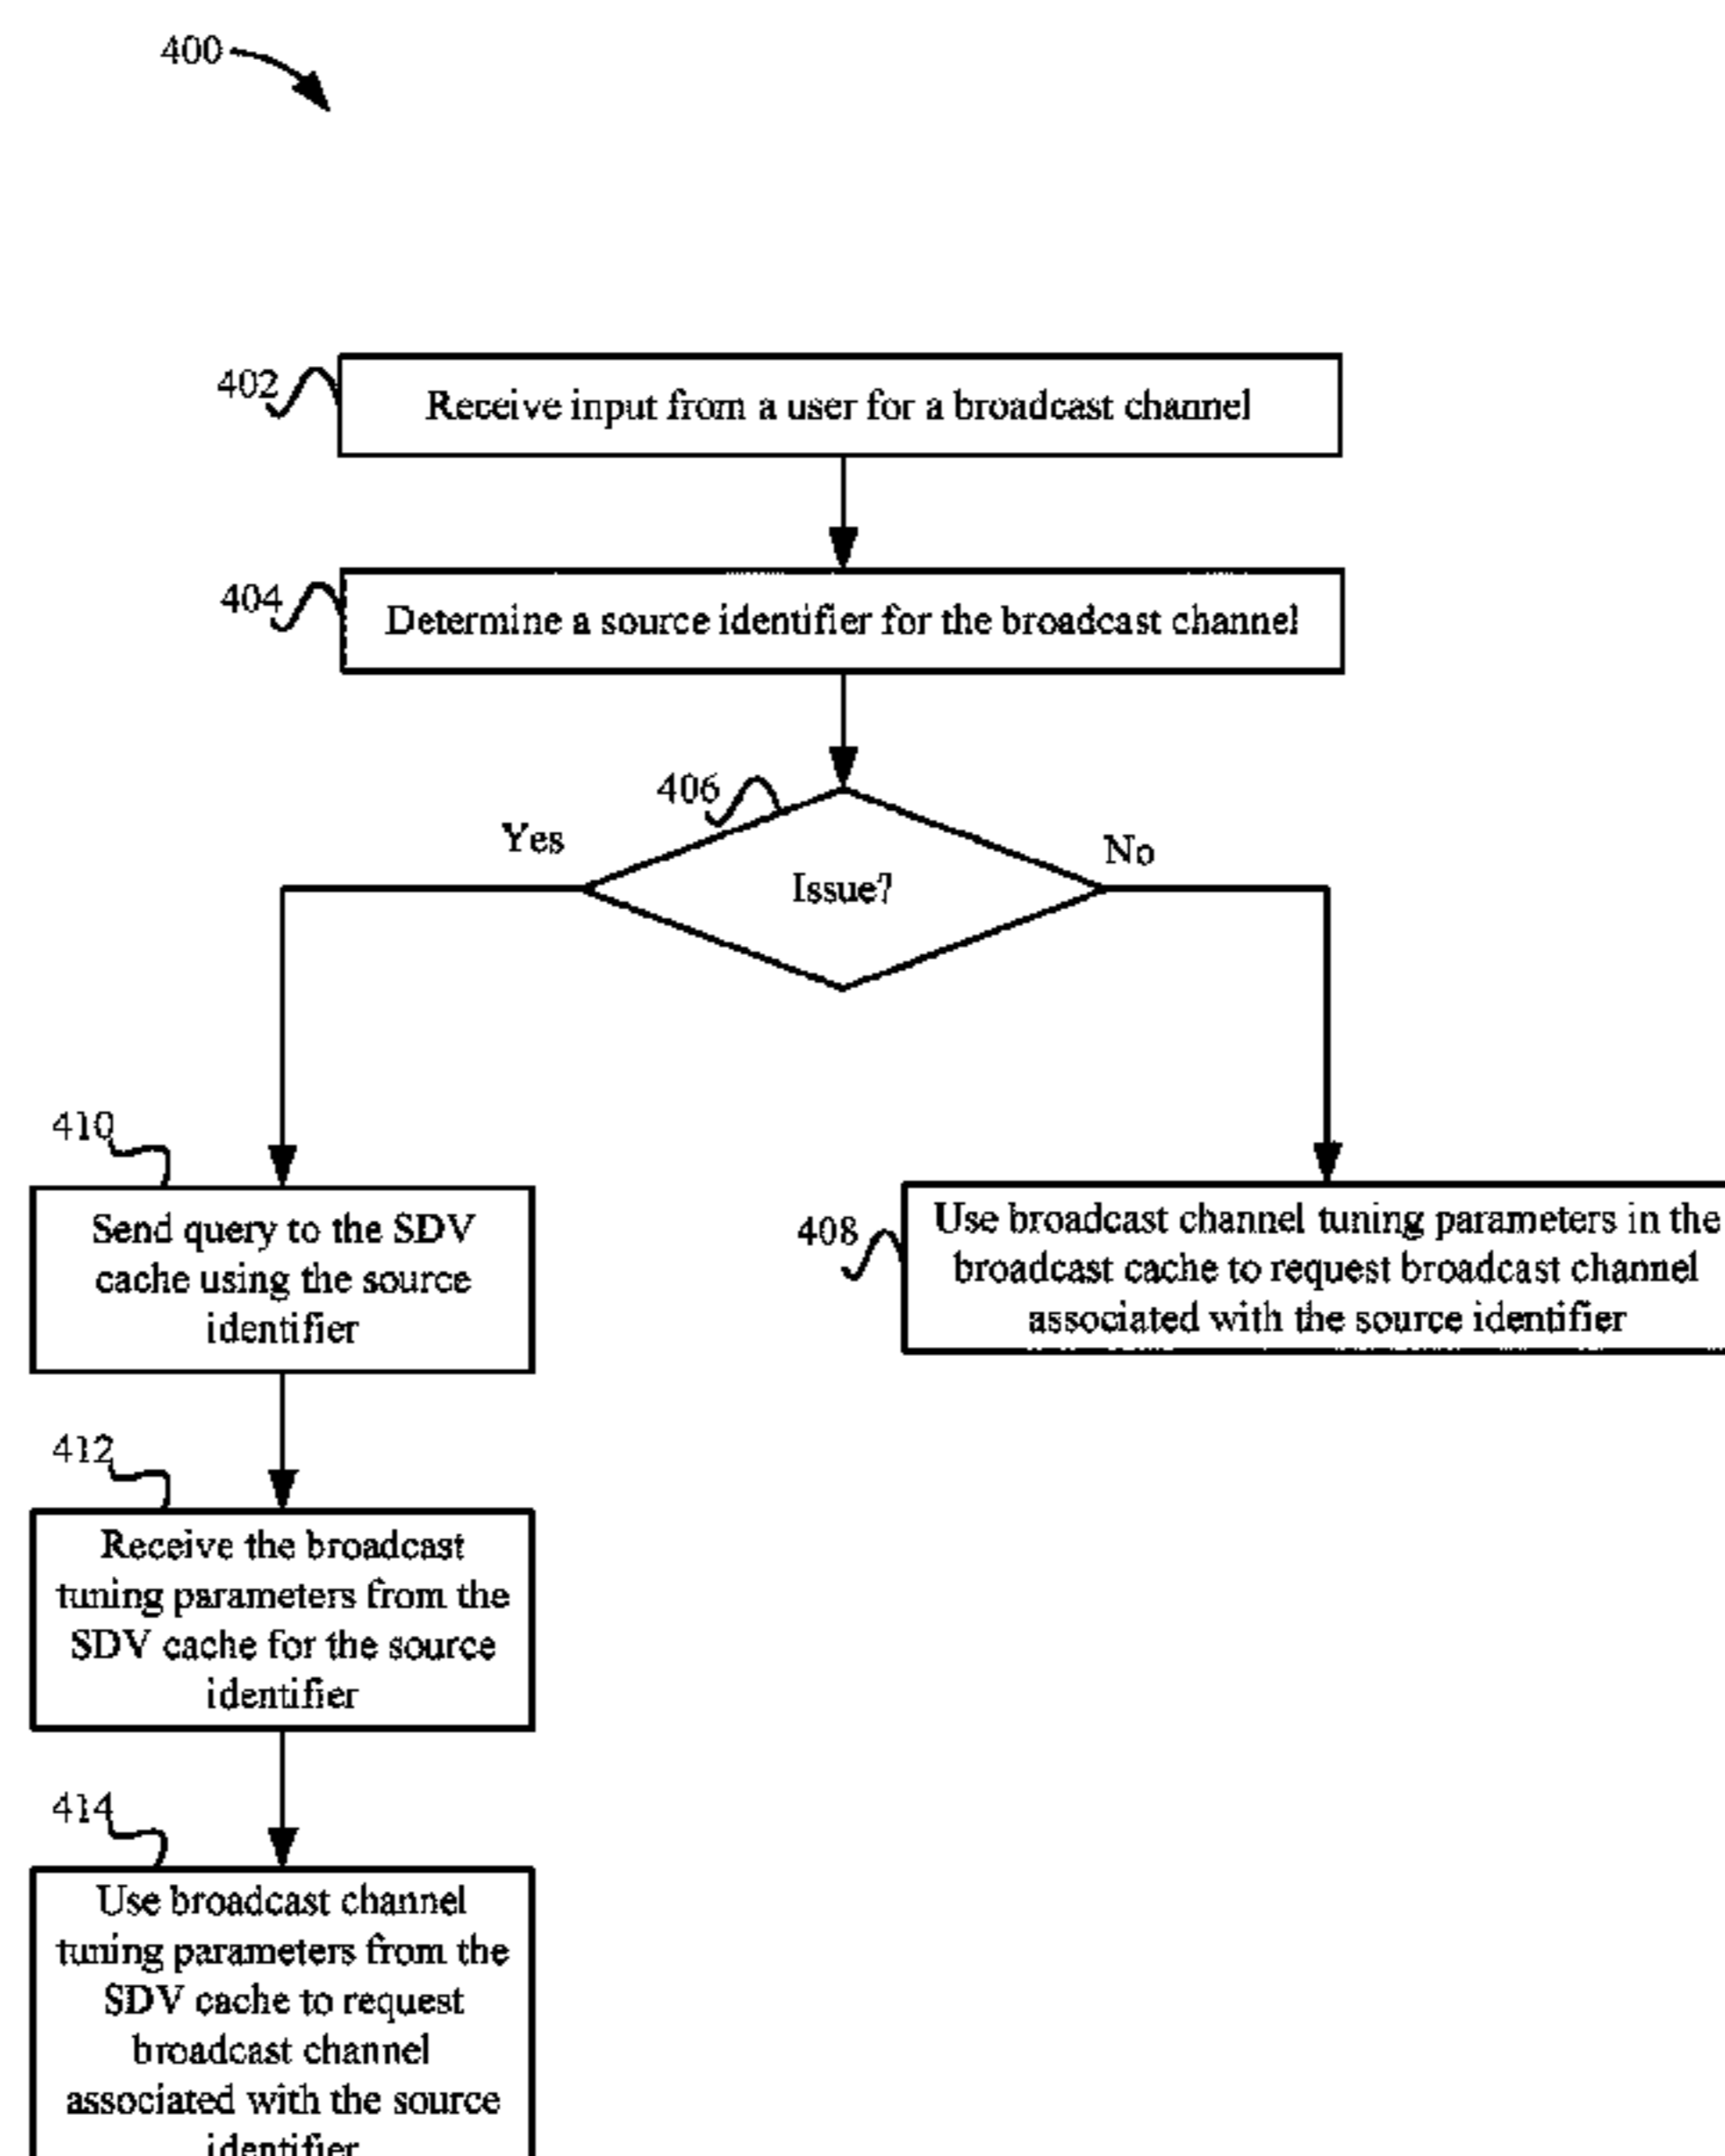 400
402
Receive input from a user for a broadcast channel
404
Determine a source identifier for the broadcast channel
406
Yes
No
Issue?
410
Send query to the SDV
cache using the source
identifier
408
Use broadcast channel tuning parameters in the
broadcast cache to request broadcast channel
associated with the source identifier
412
Receive the broadcast
tuning parameters from the
SDV cache for the source
identifier
414
Use broadcast channel
tuning parameters from the
SDV cache to request
broadcast channel
associated with the source
identifier